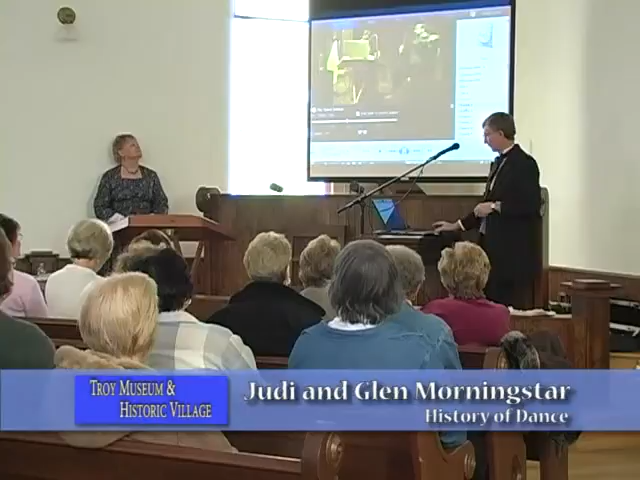 Troy Museum &
Historic Village
Judi and Glen Morningstar
History of Dance